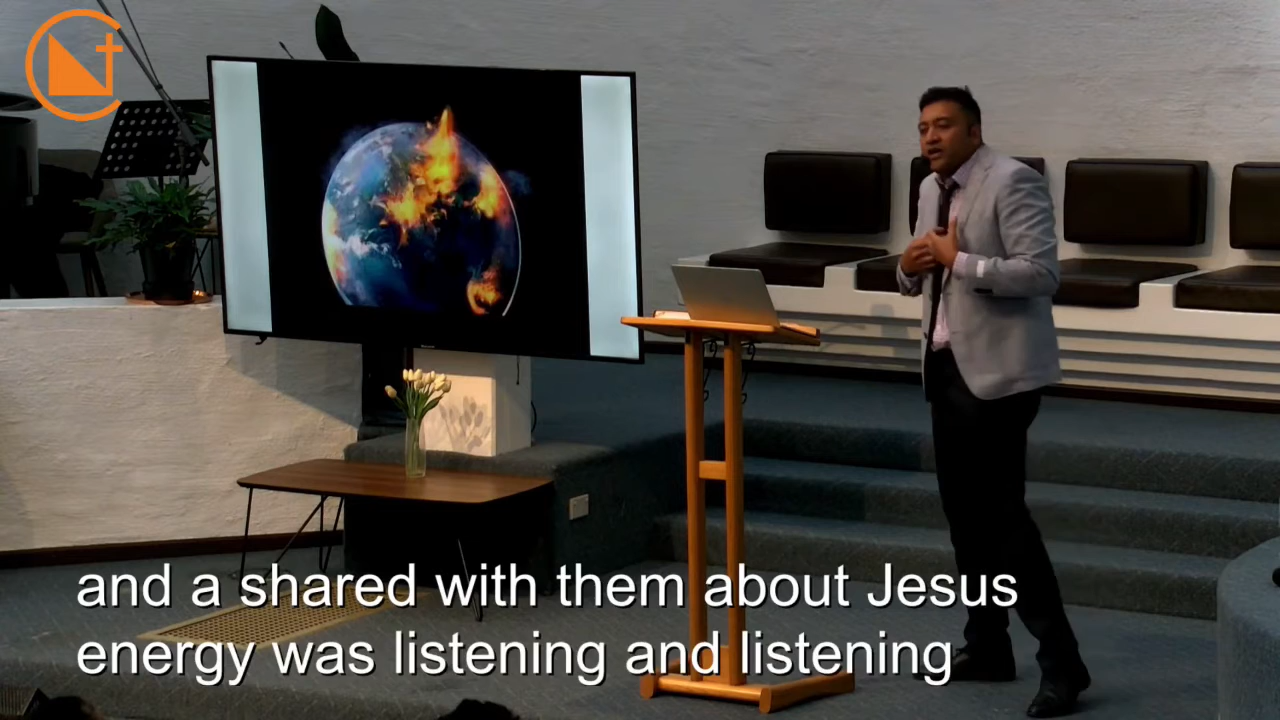 and a shared with them about Jesus
energy was listening and listening